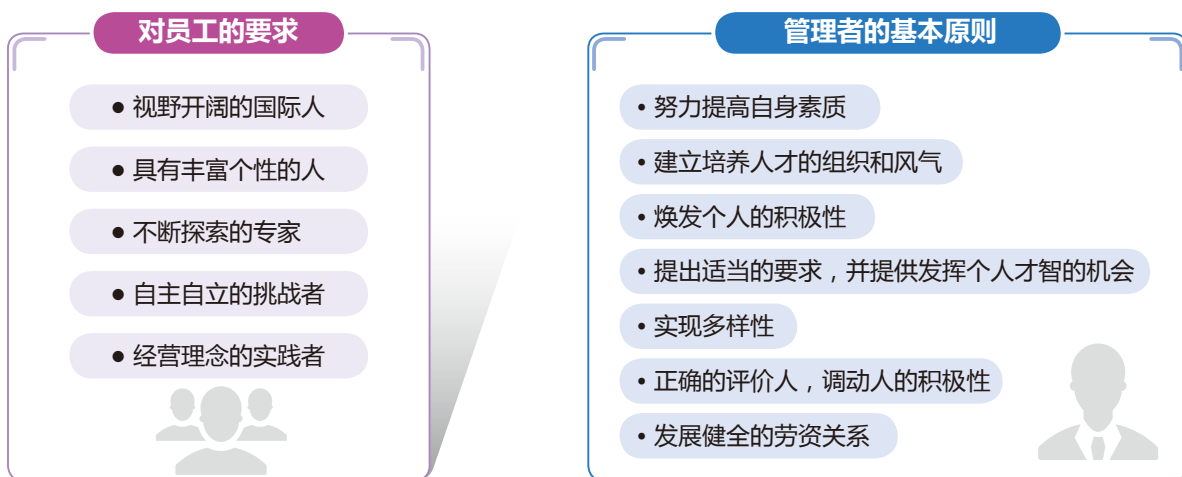 对员工的要求
● 视野开阔的国际人
● 具有丰富个性的人
● 不断探索的专家
● 自主自立的挑战者
● 经营理念的实践者
管理者的基本原则
• 努力提高自身素质
• 建立培养人才的组织和风气
• 焕发个人的积极性
• 提出适当的要求，并提供发挥个人才智的机会
• 实现多样性
• 正确的评价人，调动人的积极性
• 发展健全的劳资关系